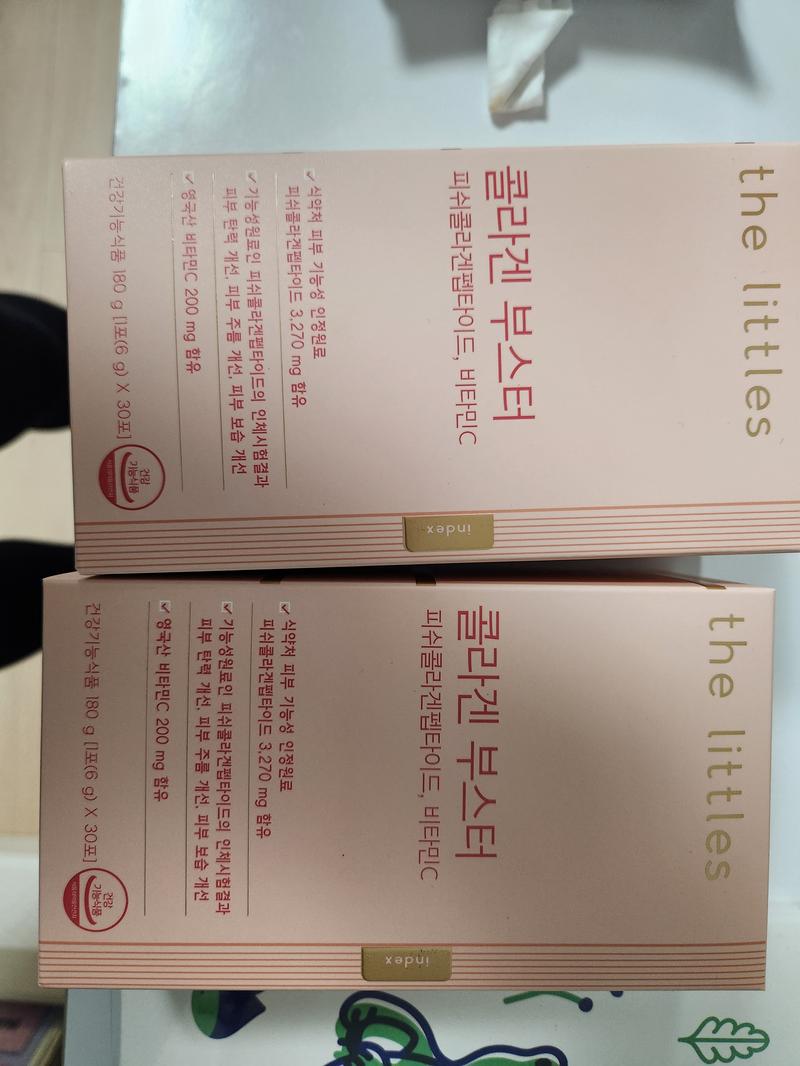 the littles
콜라겐 부스터
피쉬콜라겐펩타이드, 비타민C
식약처 피부 기능성 인정원료
피쉬콜라겐펩타이드 3,270 mg 함유
기능성원료인 피쉬콜라겐펩타이드의 인체시험결과
피부 탄력 개선, 피부 주름 개선, 피부 보습 개선
영국산 비타민C 200 mg 함유
건강기능식품 180 g [1포(6 g) X 30포]
건강
기능식품
index
the littles
콜라겐 부스터
피쉬콜라겐펩타이드, 비타민C
식약처 피부 기능성 인정원료
피쉬콜라겐펩타이드 3,270 mg 함유
기능성원료인 피쉬콜라겐펩타이드의 인체시험결과
피부 탄력 개선, 피부 주름 개선, 피부 보습 개선
영국산 비타민C 200 mg 함유
건강기능식품 180 g [1포(6 g) X 30포]
건강
기능식품
index